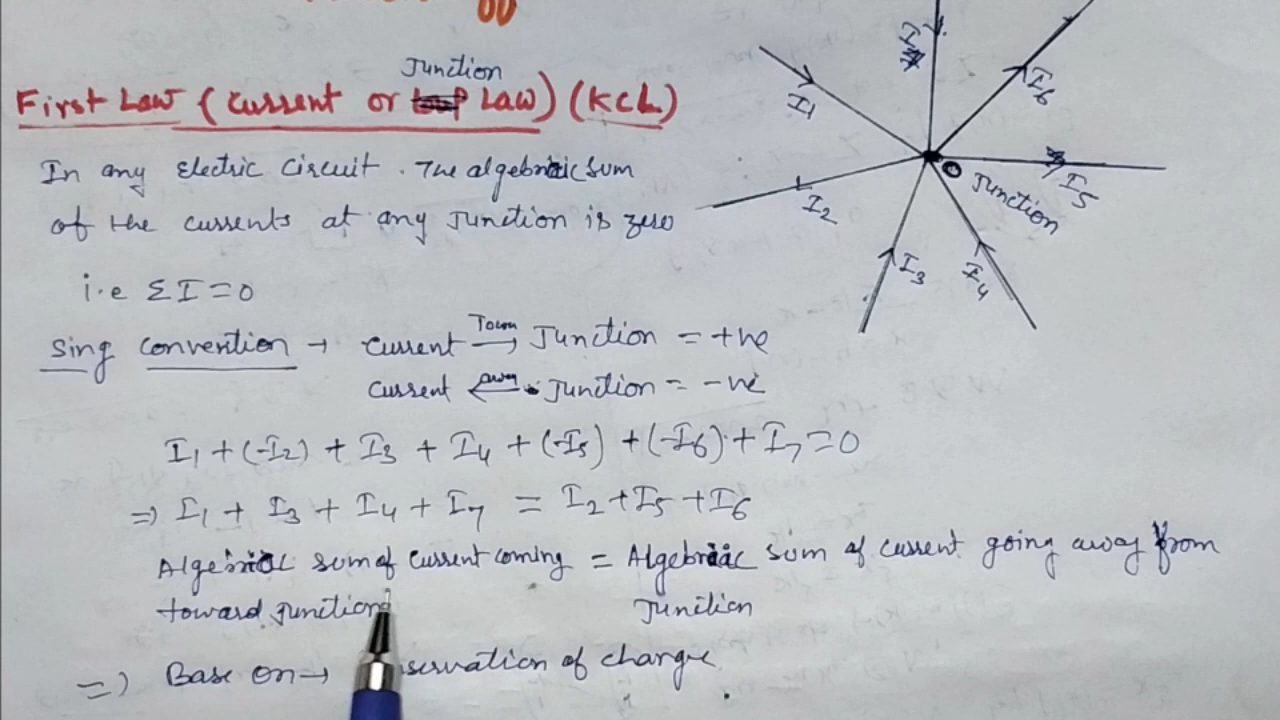 Junction
First Law (Current or Law) (KCL)
In any Electric Circuit. The algebraic sum
of the currents at any Junction is zero
i.e ΣI = 0
Sing Convention → Current Towa→ Junction = +ve
Current ←away Junction = -ve
I1 + (-I2) + I3 + I4 + (-I5) + (-I6) + I7 = 0
⇒ I1 + I3 + I4 + I7 = I2 + I5 + I6
Algebraic sum of Current coming = Algebraic sum of current going away from
toward junction Junction
⇒ Base on → servation of charge
I1
I2
I3
I4
I5
I6
O
Junction